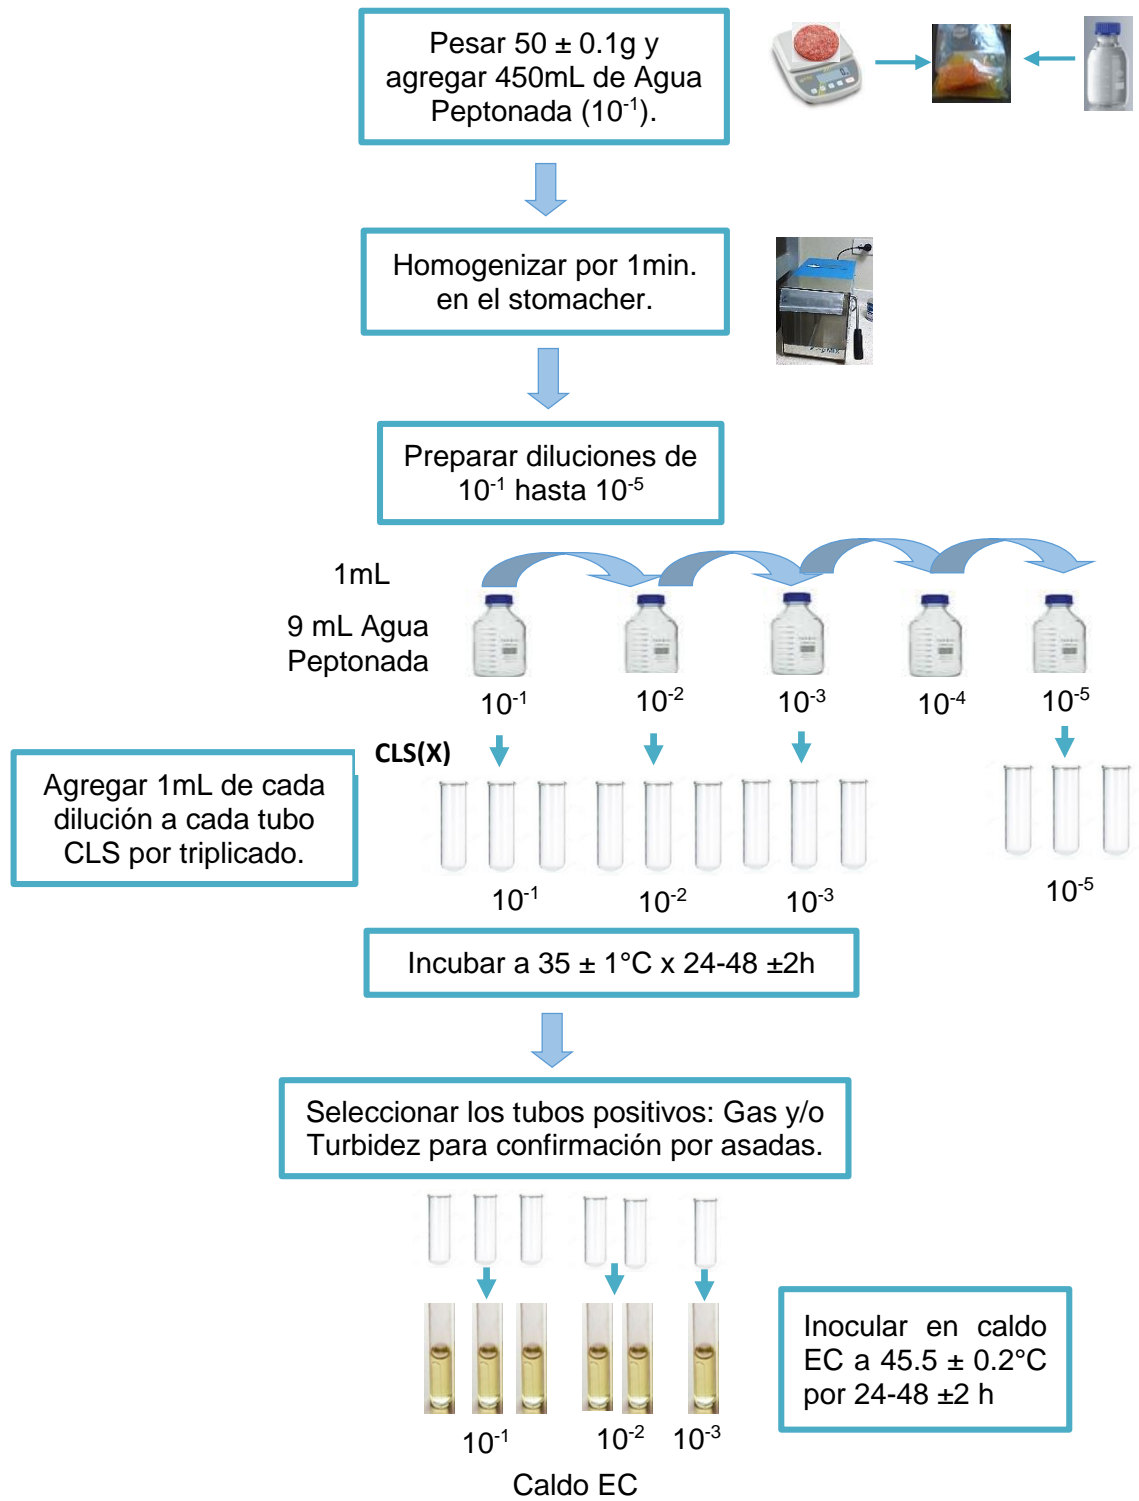 Pesar 50 ± 0.1g y
agregar 450mL de Agua
Peptonada (10⁻¹).
Homogenizar por 1min.
en el stomacher.
Preparar diluciones de
10⁻¹ hasta 10⁻⁵
1mL
9 mL Agua
Peptonada
10⁻¹ 10⁻² 10⁻³ 10⁻⁴ 10⁻⁵
CLS(X)
Agregar 1mL de cada
dilución a cada tubo
CLS por triplicado.
10⁻¹ 10⁻² 10⁻³ 10⁻⁵
Incubar a 35 ± 1°C x 24-48 ±2h
Seleccionar los tubos positivos: Gas y/o
Turbidez para confirmación por asadas.
Inocular en caldo
EC a 45.5 ± 0.2°C
por 24-48 ±2 h
10⁻¹ 10⁻² 10⁻³
Caldo EC